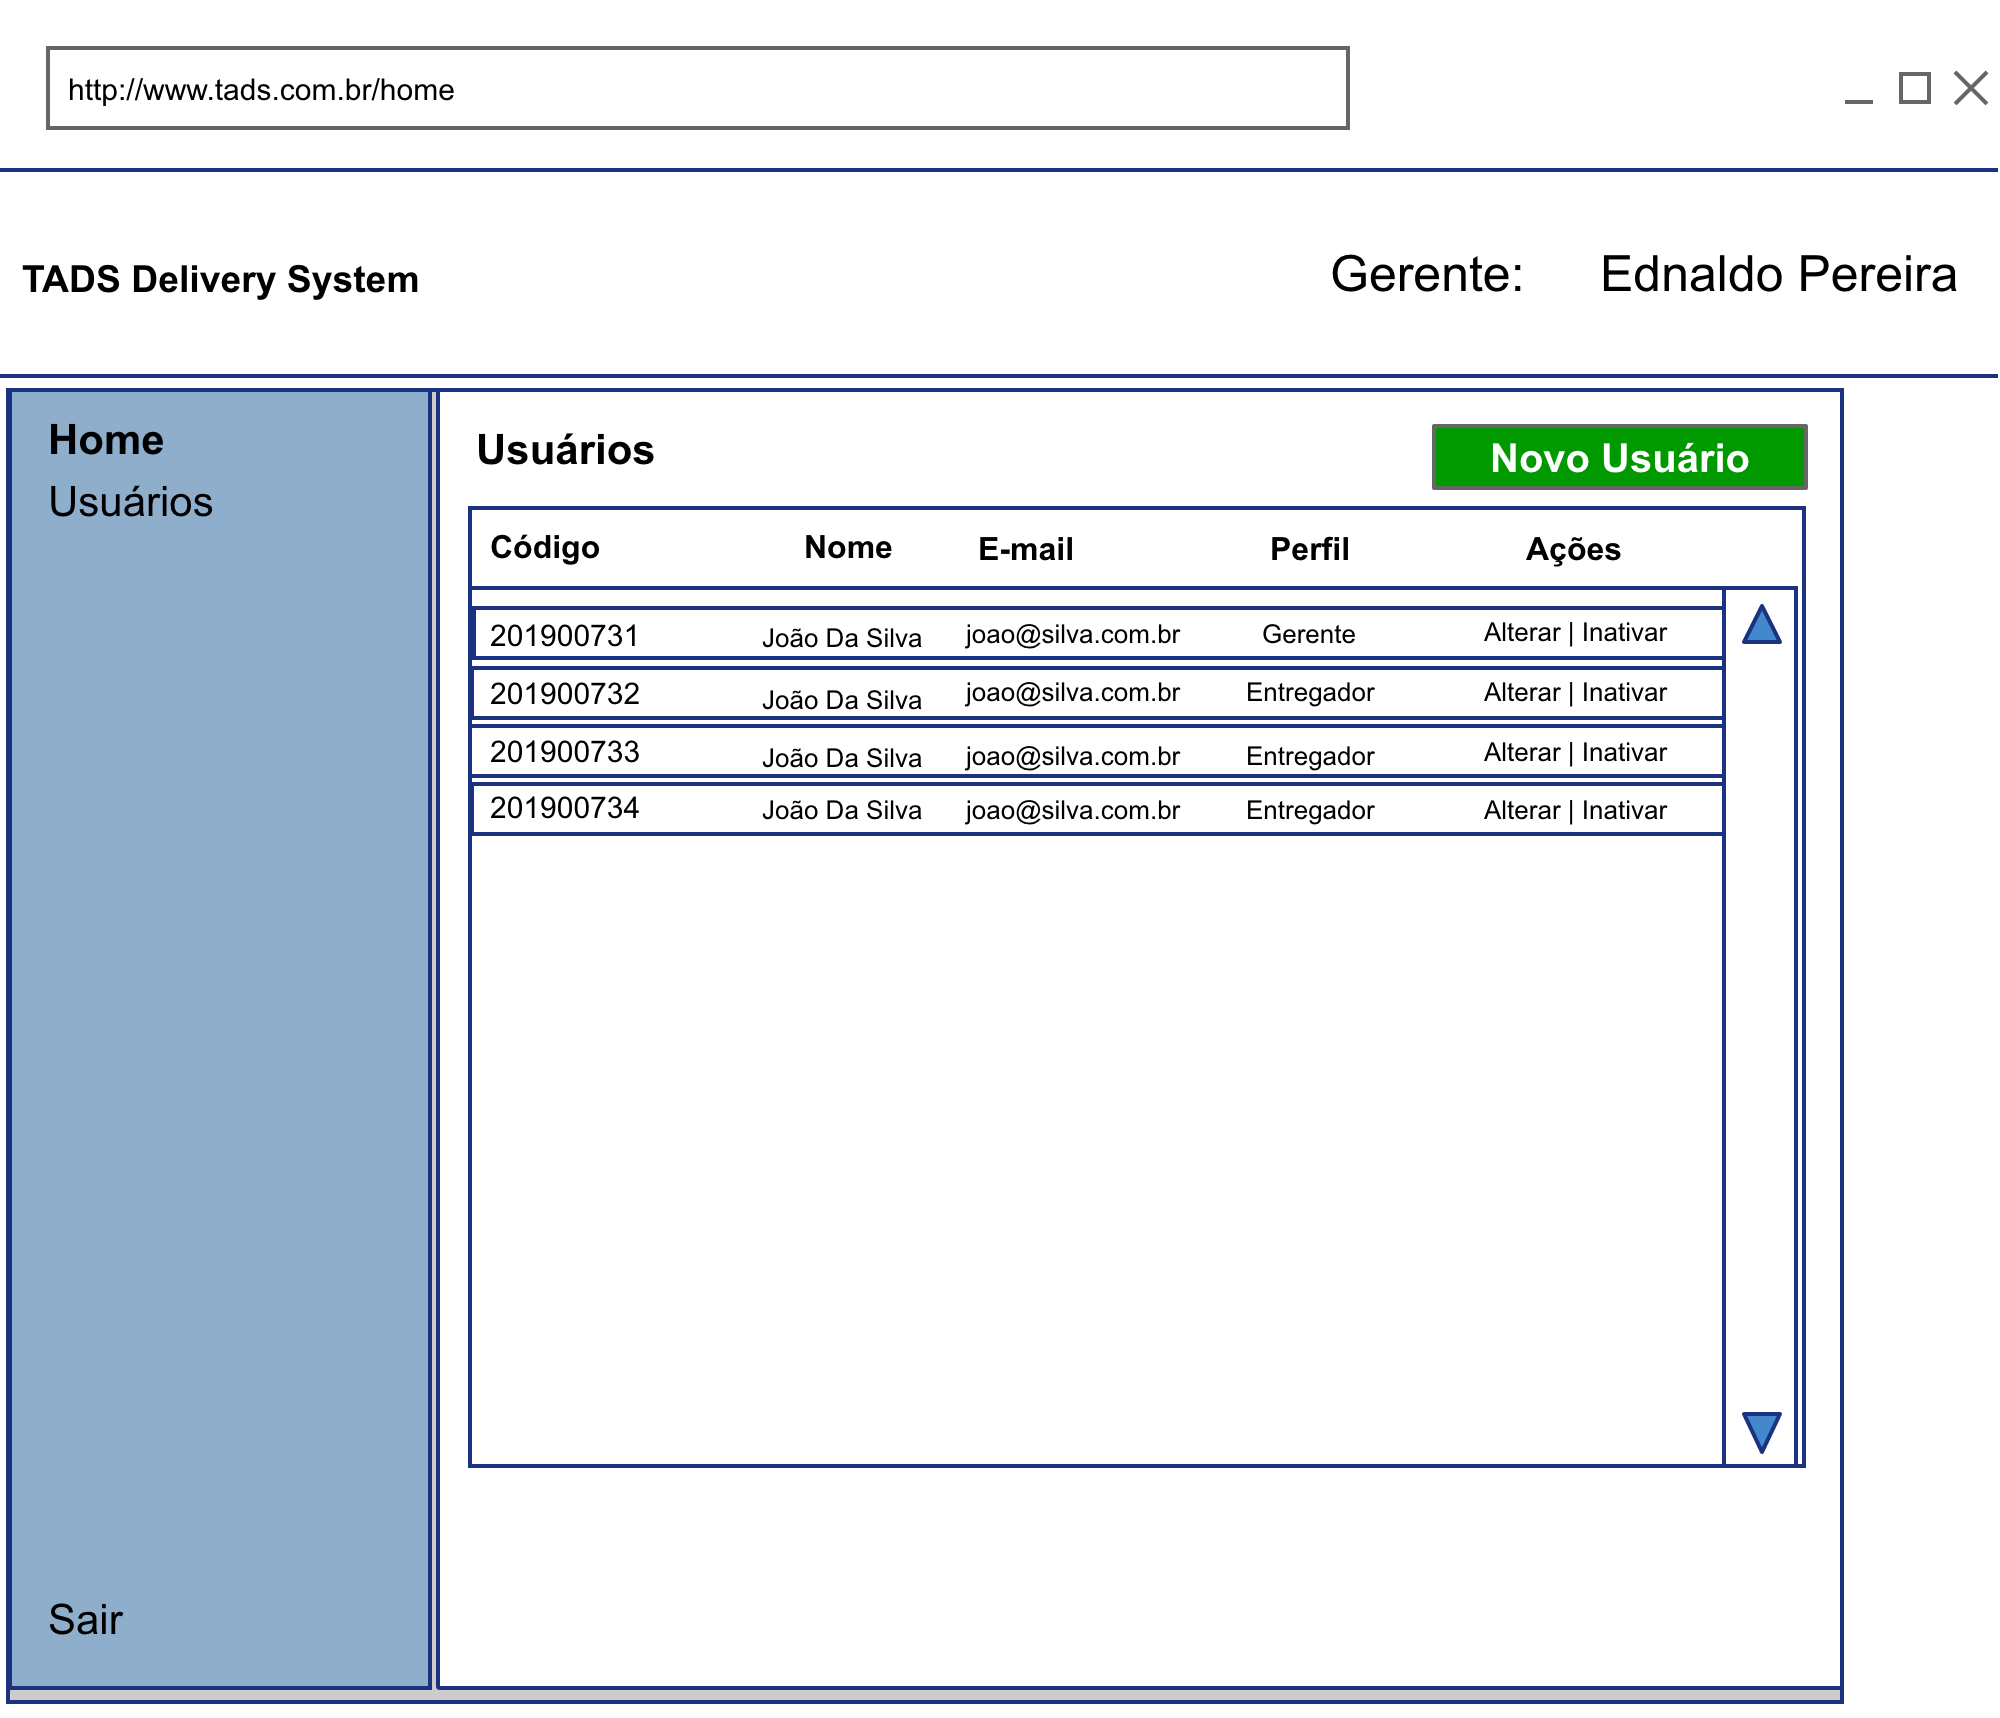 http://www.tads.com.br/home
TADS Delivery System
Gerente: Ednaldo Pereira
Home
Usuários
Sair
Usuários
Novo Usuário
Código Nome E-mail Perfil Ações
201900731 João Da Silva joao@silva.com.br Gerente Alterar | Inativar
201900732 João Da Silva joao@silva.com.br Entregador Alterar | Inativar
201900733 João Da Silva joao@silva.com.br Entregador Alterar | Inativar
201900734 João Da Silva joao@silva.com.br Entregador Alterar | Inativar